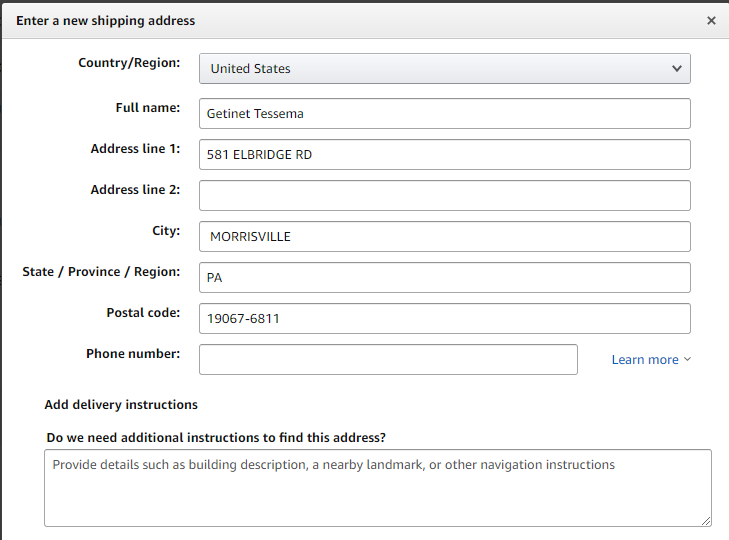 Enter a new shipping address
Country/Region: United States
Full name: Getinet Tessema
Address line 1: 581 ELBRIDGE RD
Address line 2:
City: MORRISVILLE
State / Province / Region: PA
Postal code: 19067-6811
Phone number: Learn more
Add delivery instructions
Do we need additional instructions to find this address?
Provide details such as building description, a nearby landmark, or other navigation instructions